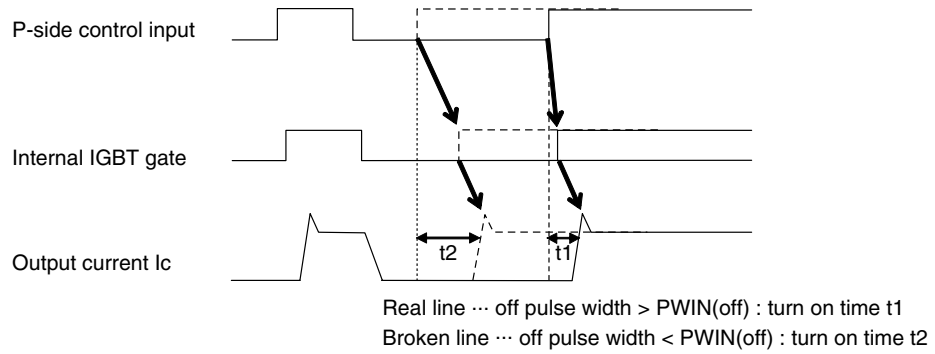 P-side control input
Internal IGBT gate
t2
t1
Output current Ic
Real line ··· off pulse width > PWIN(off) : turn on time t1
Broken line ··· off pulse width < PWIN(off) : turn on time t2